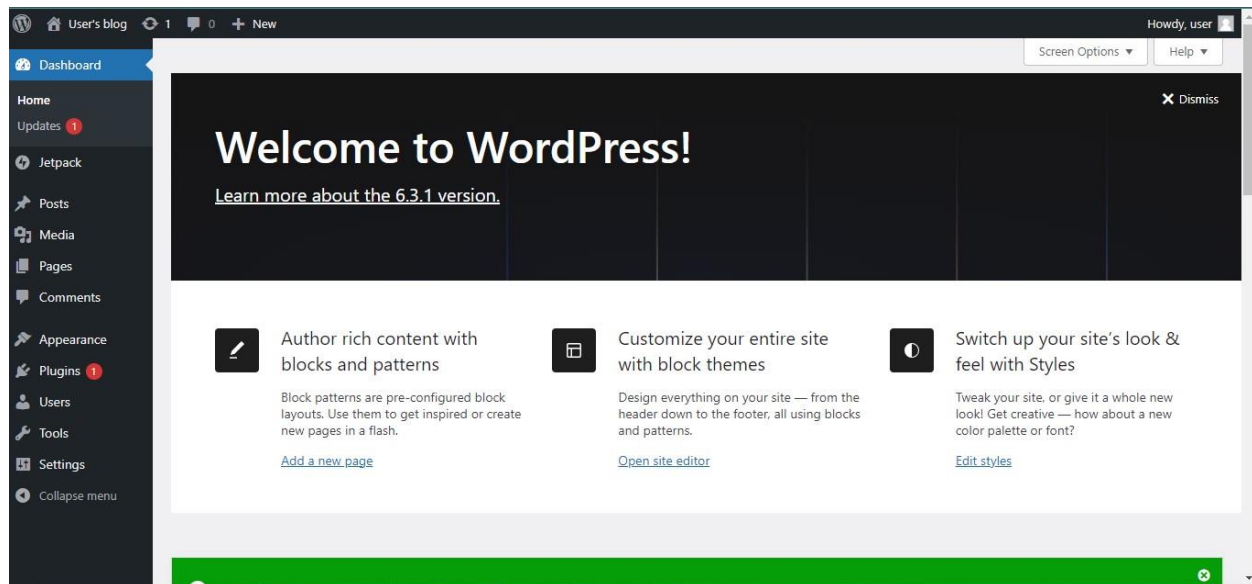 User's blog 1 0 New Howdy, user
Screen Options Help
Dashboard
Home
Updates 1
Jetpack
Posts
Media
Pages
Comments
Appearance
Plugins 1
Users
Tools
Settings
Collapse menu
Dismiss
Welcome to WordPress!
Learn more about the 6.3.1 version.
Author rich content with
blocks and patterns
Block patterns are pre-configured block
layouts. Use them to get inspired or create
new pages in a flash.
Add a new page
Customize your entire site
with block themes
Design everything on your site — from the
header down to the footer, all using blocks
and patterns.
Open site editor
Switch up your site’s look &
feel with Styles
Tweak your site, or give it a whole new
look! Get creative — how about a new
color palette or font?
Edit styles